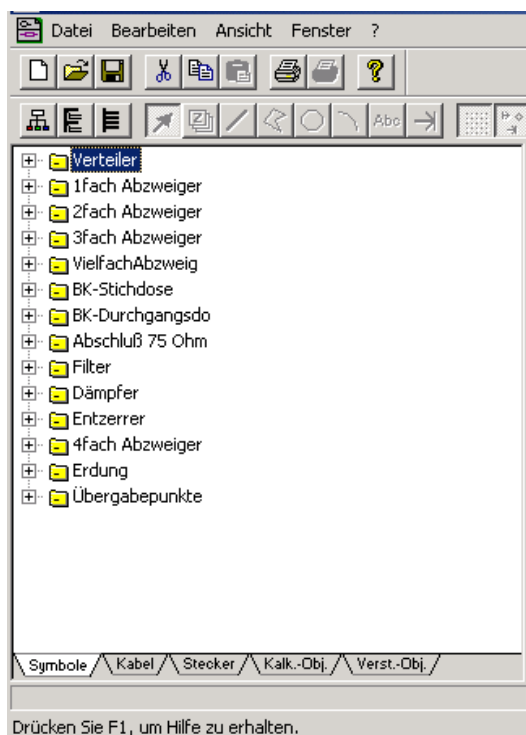 Datei Bearbeiten Ansicht Fenster ?
Abc
Verteiler
1fach Abzweiger
2fach Abzweiger
3fach Abzweiger
VielfachAbzweig
BK-Stichdose
BK-Durchgangsdo
Abschluß 75 Ohm
Filter
Dämpfer
Entzerrer
4fach Abzweiger
Erdung
Übergabepunkte
Symbole Kabel Stecker Kalk.-Obj. Verst.-Obj.
Drücken Sie F1, um Hilfe zu erhalten.